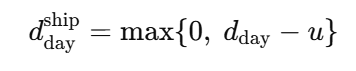 d_day^ship = max{0, d_day − u}